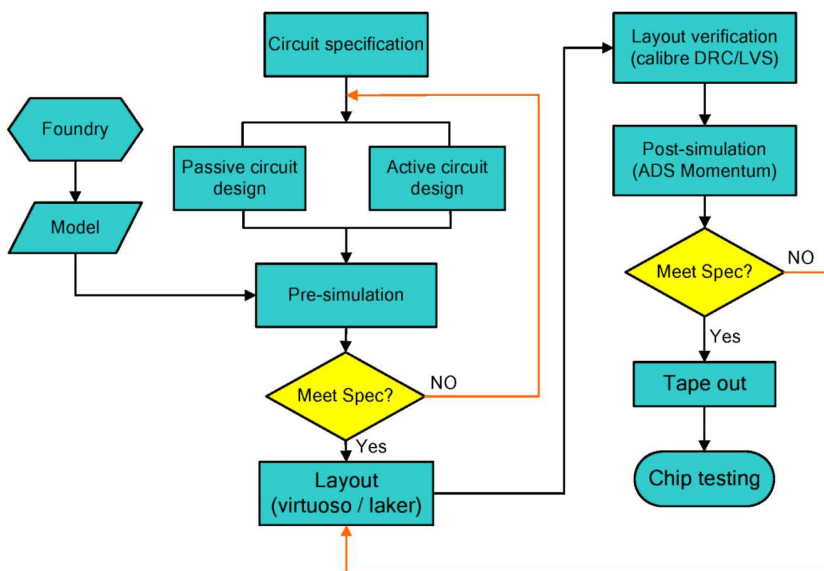 Circuit specification
Foundry
Model
Passive circuit
design
Active circuit
design
Pre-simulation
Meet Spec?
NO
Yes
Layout
(virtuoso / laker)
Layout verification
(calibre DRC/LVS)
Post-simulation
(ADS Momentum)
Meet Spec?
NO
Yes
Tape out
Chip testing